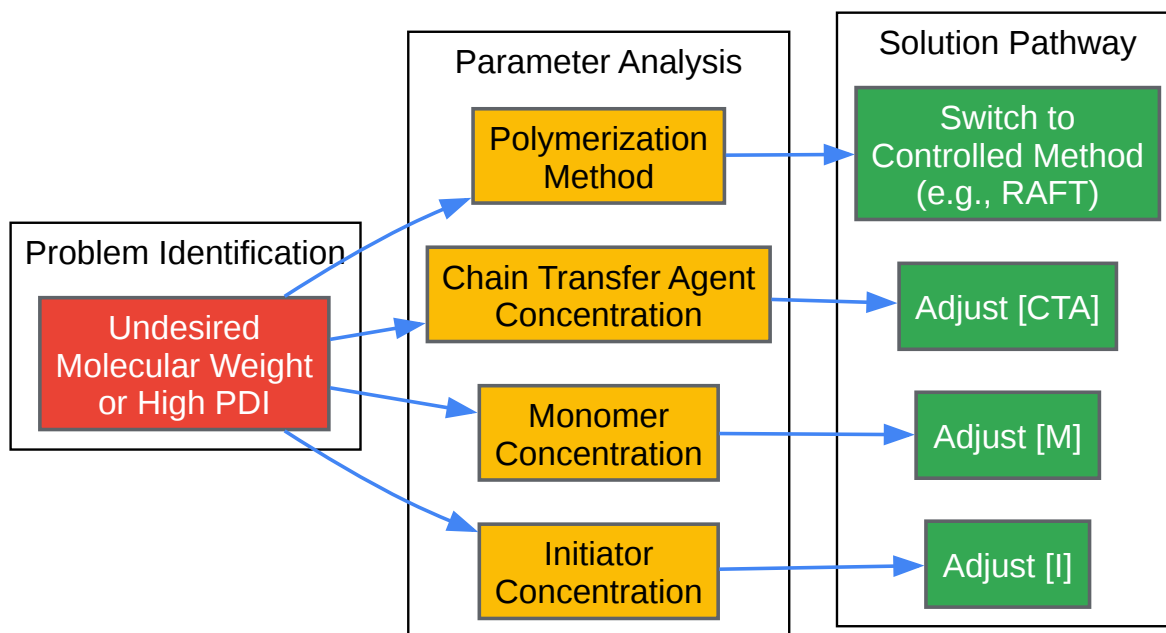 Problem Identification
Undesired
Molecular Weight
or High PDI
Parameter Analysis
Polymerization
Method
Chain Transfer Agent
Concentration
Monomer
Concentration
Initiator
Concentration
Solution Pathway
Switch to
Controlled Method
(e.g., RAFT)
Adjust [CTA]
Adjust [M]
Adjust [I]